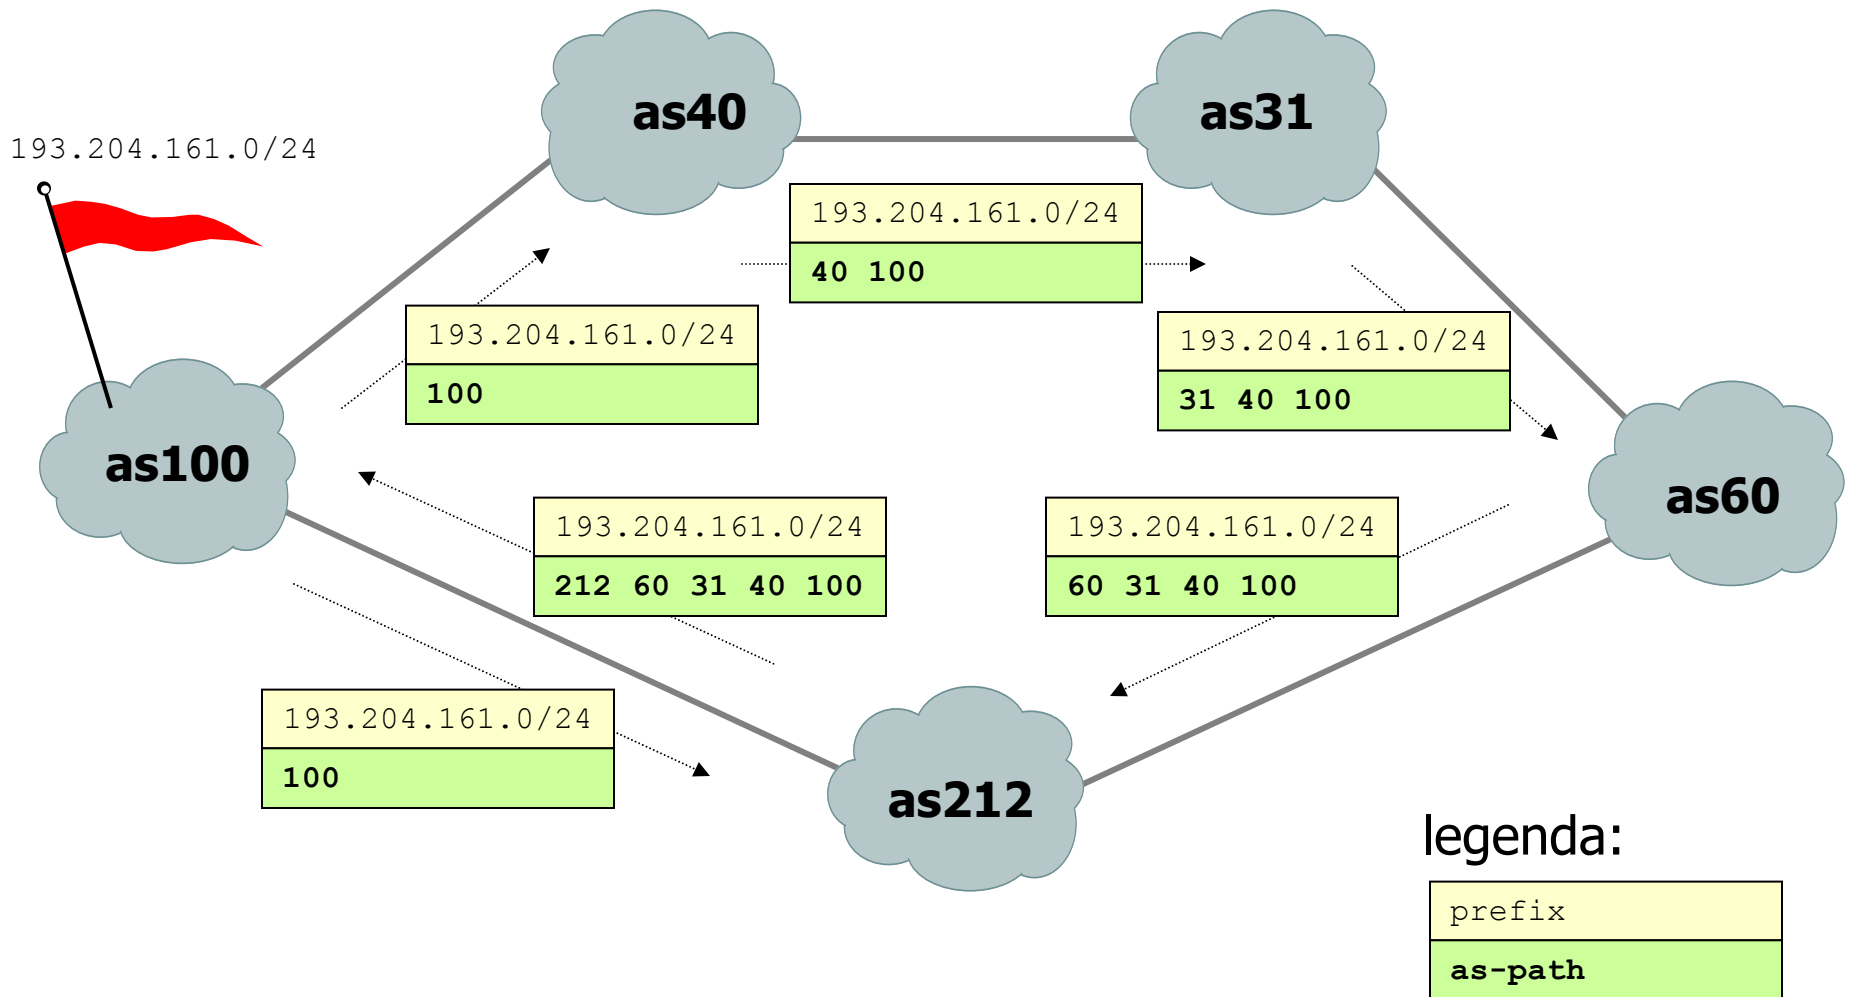 as40
as31
193.204.161.0/24
193.204.161.0/24
40 100
193.204.161.0/24
100
193.204.161.0/24
31 40 100
as100
as60
193.204.161.0/24
212 60 31 40 100
193.204.161.0/24
60 31 40 100
193.204.161.0/24
100
as212
legenda:
prefix
as-path